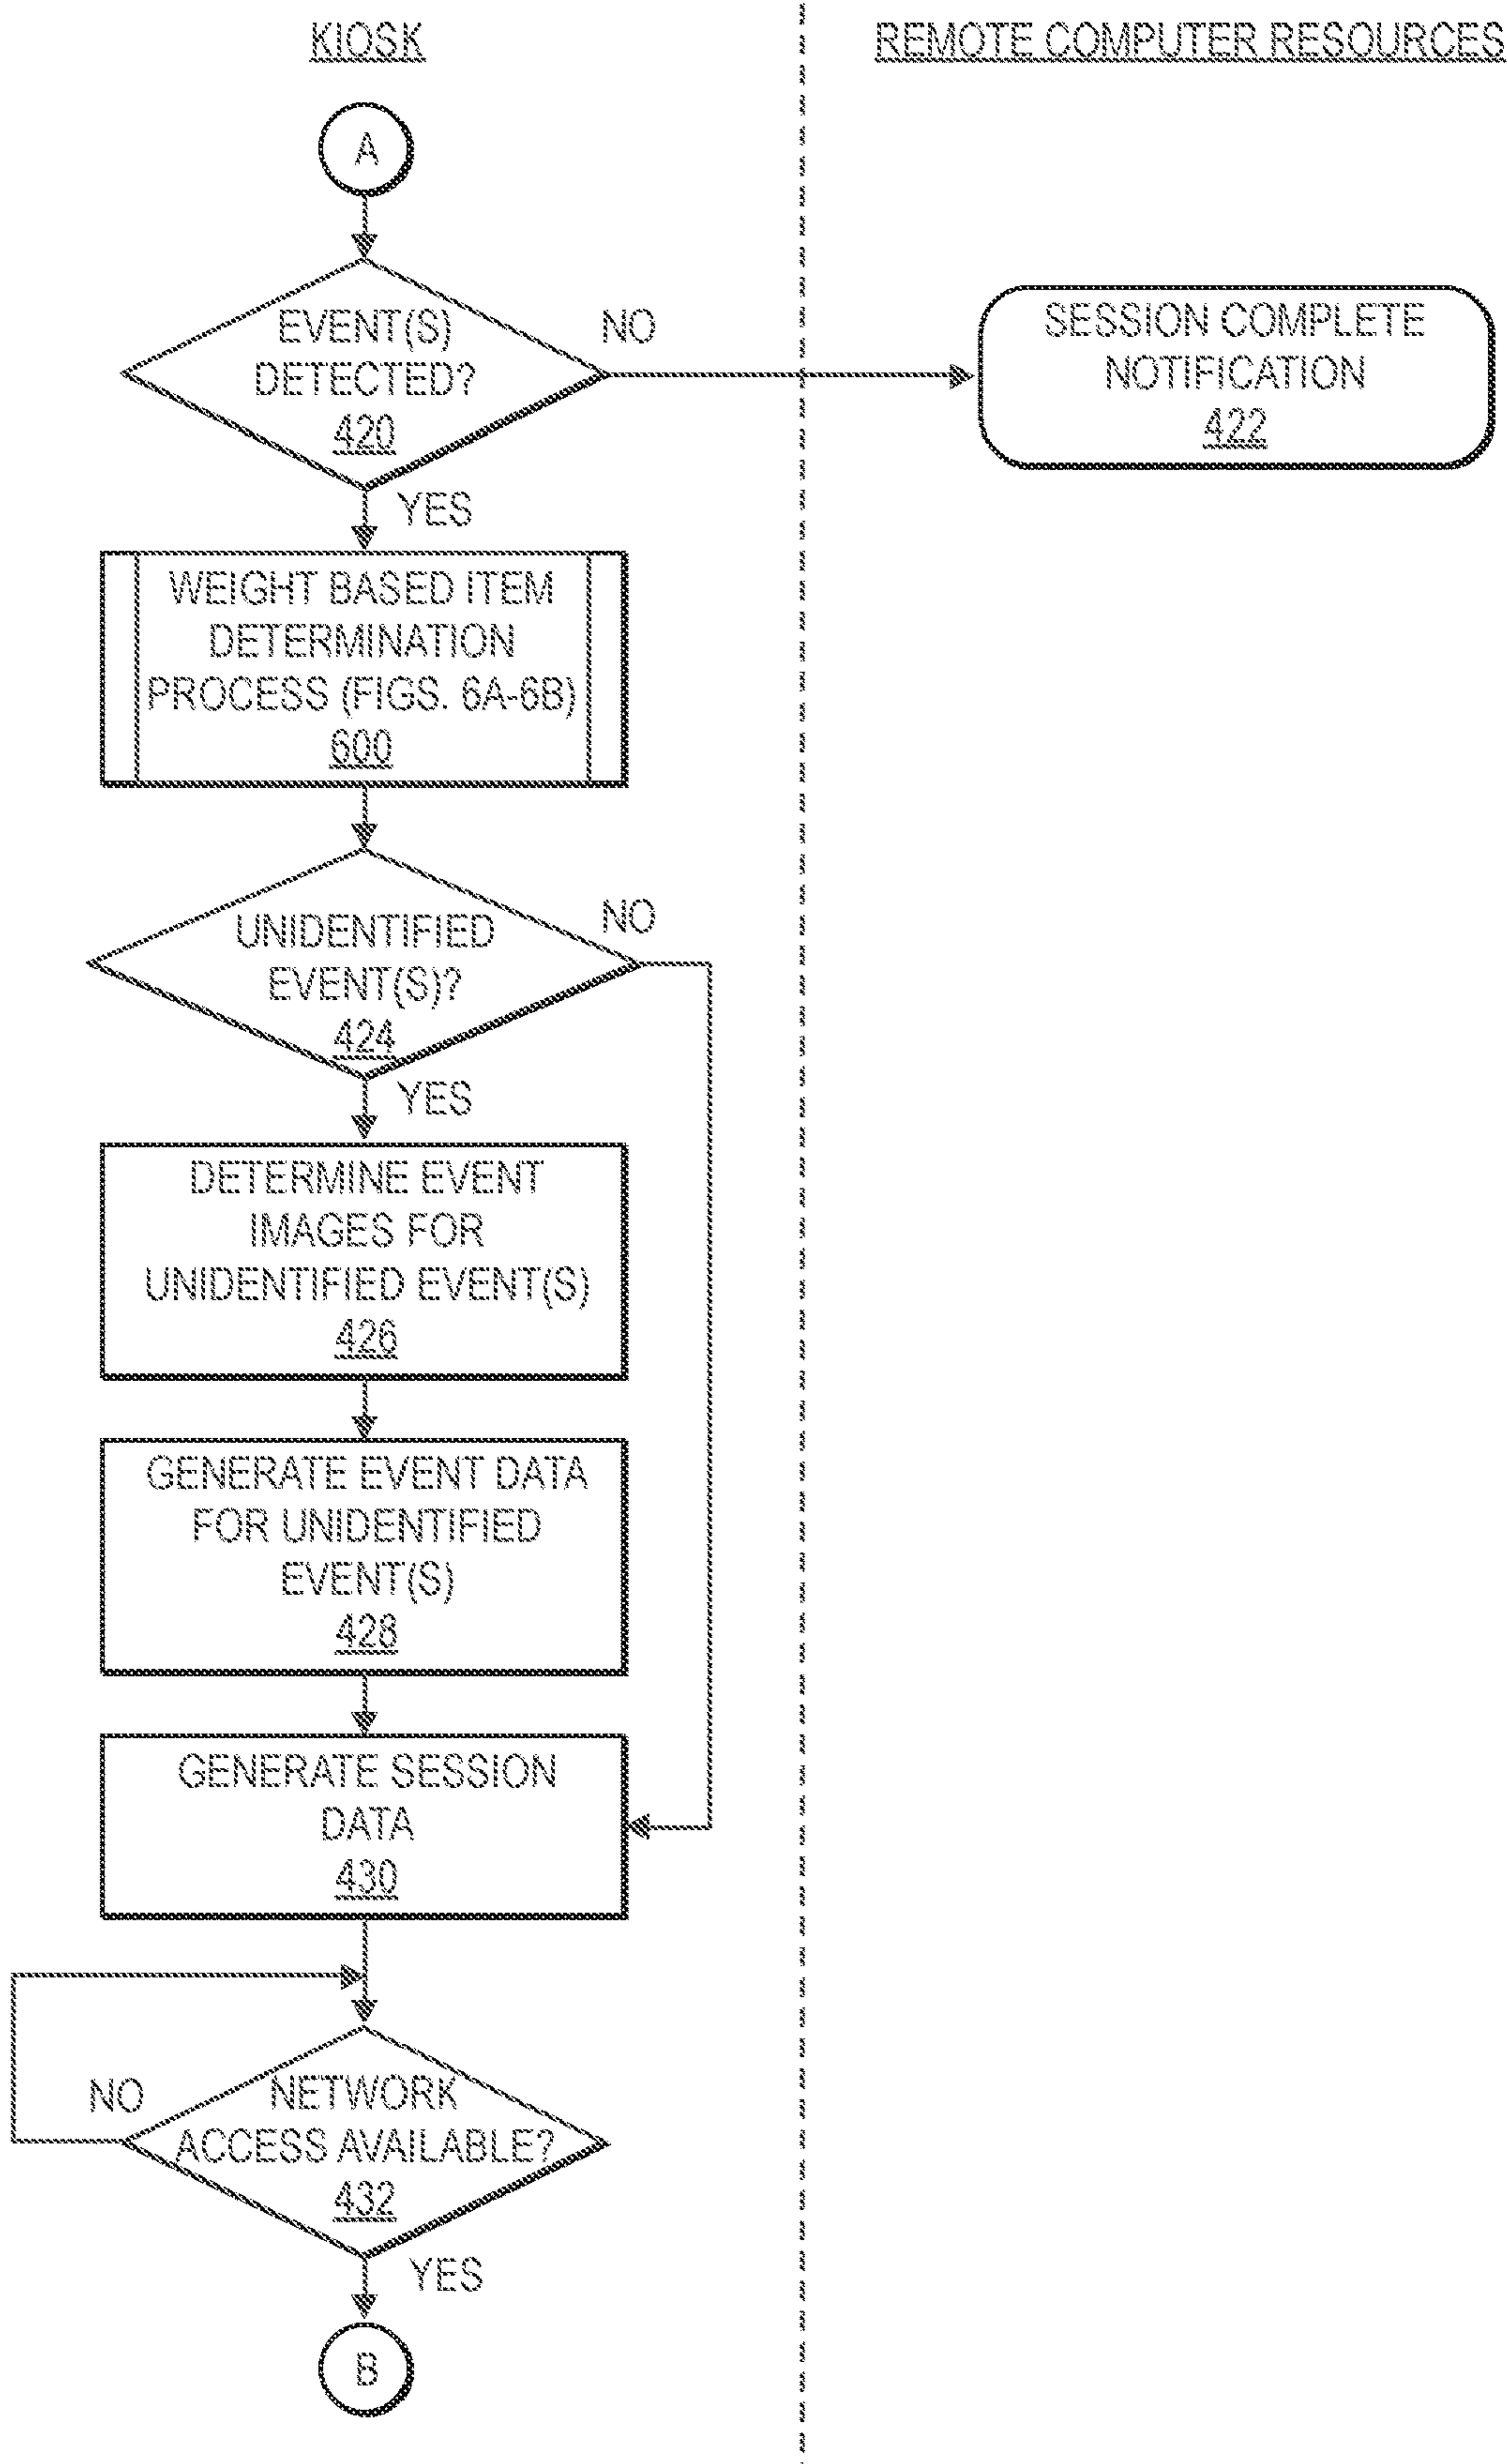 KIOSK
REMOTE COMPUTER RESOURCES
A
EVENT(S)
DETECTED?
420
NO
SESSION COMPLETE
NOTIFICATION
422
YES
WEIGHT BASED ITEM
DETERMINATION
PROCESS (FIGS. 6A-6B)
600
UNIDENTIFIED
EVENT(S)?
424
NO
YES
DETERMINE EVENT
IMAGES FOR
UNIDENTIFIED EVENT(S)
426
GENERATE EVENT DATA
FOR UNIDENTIFIED
EVENT(S)
428
GENERATE SESSION
DATA
430
NO
NETWORK
ACCESS AVAILABLE?
432
YES
B